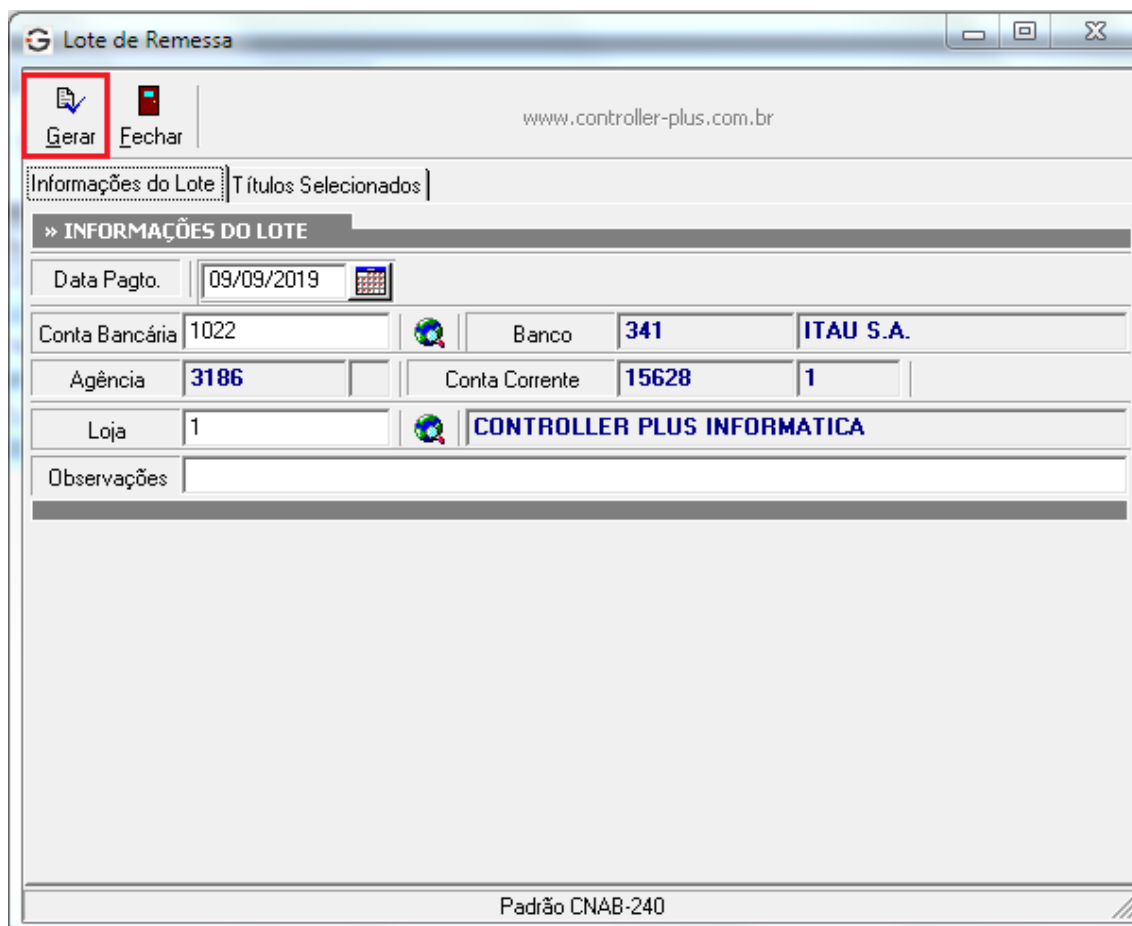 Lote de Remessa
Gerar Fechar
www.controller-plus.com.br
Informações do Lote Títulos Selecionados
» INFORMAÇÕES DO LOTE
Data Pagto. 09/09/2019
Conta Bancária 1022 Banco 341 ITAU S.A.
Agência 3186 Conta Corrente 15628 1
Loja 1 CONTROLLER PLUS INFORMATICA
Observações
Padrão CNAB-240